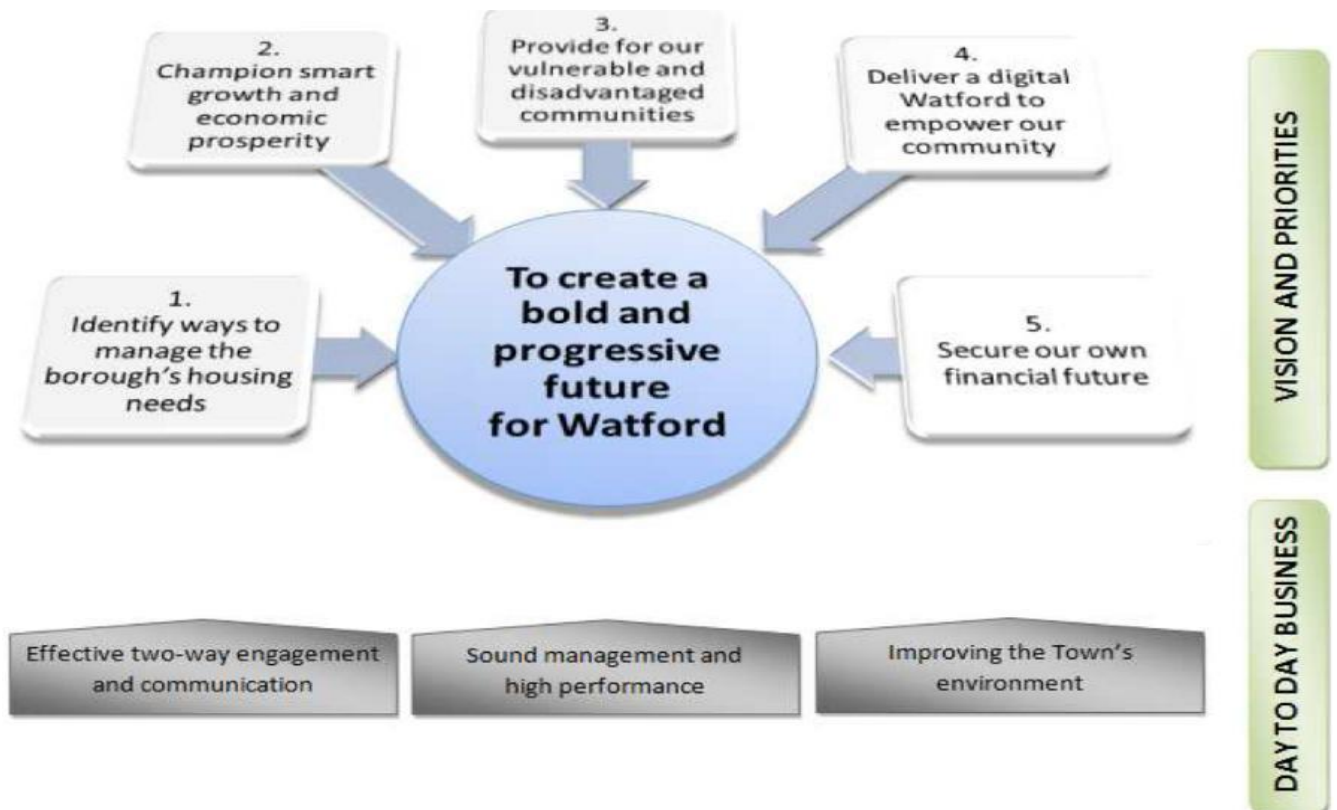 1.
Identify ways to
manage the
borough's housing
needs
2.
Champion smart
growth and
economic
prosperity
3.
Provide for our
vulnerable and
disadvantaged
communities
4.
Deliver a digital
Watford to
empower our
community
5.
Secure our own
financial future
To create a
bold and
progressive
future
for Watford
VISION AND PRIORITIES
Effective two-way engagement
and communication
Sound management and
high performance
Improving the Town's
environment
DAY TO DAY BUSINESS